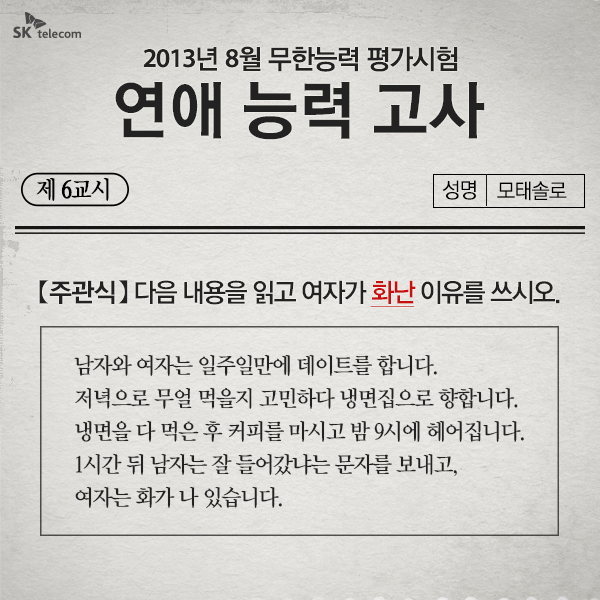 SK telecom
2013년 8월 무한능력 평가시험
연애 능력 고사
제 6교시
성명 모태솔로
【주관식】다음 내용을 읽고 여자가 화난 이유를 쓰시오.
남자와 여자는 일주일만에 데이트를 합니다.
저녁으로 무얼 먹을지 고민하다 냉면집으로 향합니다.
냉면을 다 먹은 후 커피를 마시고 밤 9시에 헤어집니다.
1시간 뒤 남자는 잘 들어갔냐는 문자를 보내고,
여자는 화가 나 있습니다.